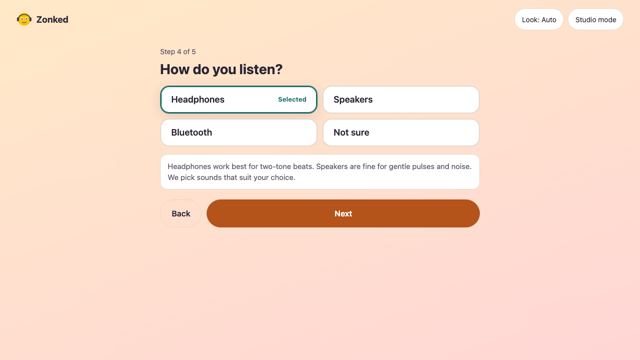 Zonked
Look: Auto
Studio mode
Step 4 of 5
How do you listen?
Headphones
Selected
Speakers
Bluetooth
Not sure
Headphones work best for two-tone beats. Speakers are fine for gentle pulses and noise.
We pick sounds that suit your choice.
Back
Next